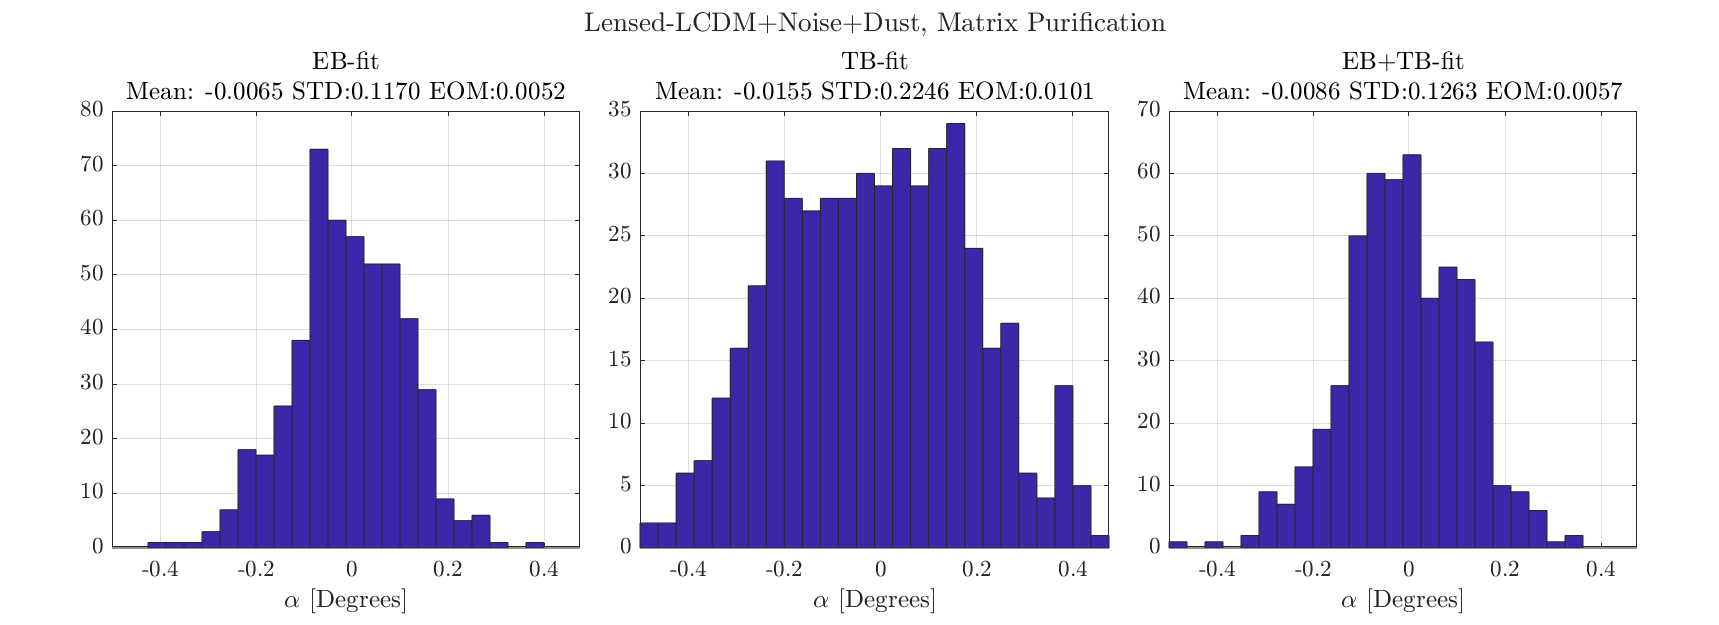 Lensed-LCDM+Noise+Dust, Matrix Purification
EB-fit
Mean: -0.0065 STD:0.1170 EOM:0.0052
80
70
60
50
40
30
20
10
0
-0.4 -0.2 0 0.2 0.4
α [Degrees]
TB-fit
Mean: -0.0155 STD:0.2246 EOM:0.0101
35
30
25
20
15
10
5
0
-0.4 -0.2 0 0.2 0.4
α [Degrees]
EB+TB-fit
Mean: -0.0086 STD:0.1263 EOM:0.0057
70
60
50
40
30
20
10
0
-0.4 -0.2 0 0.2 0.4
α [Degrees]